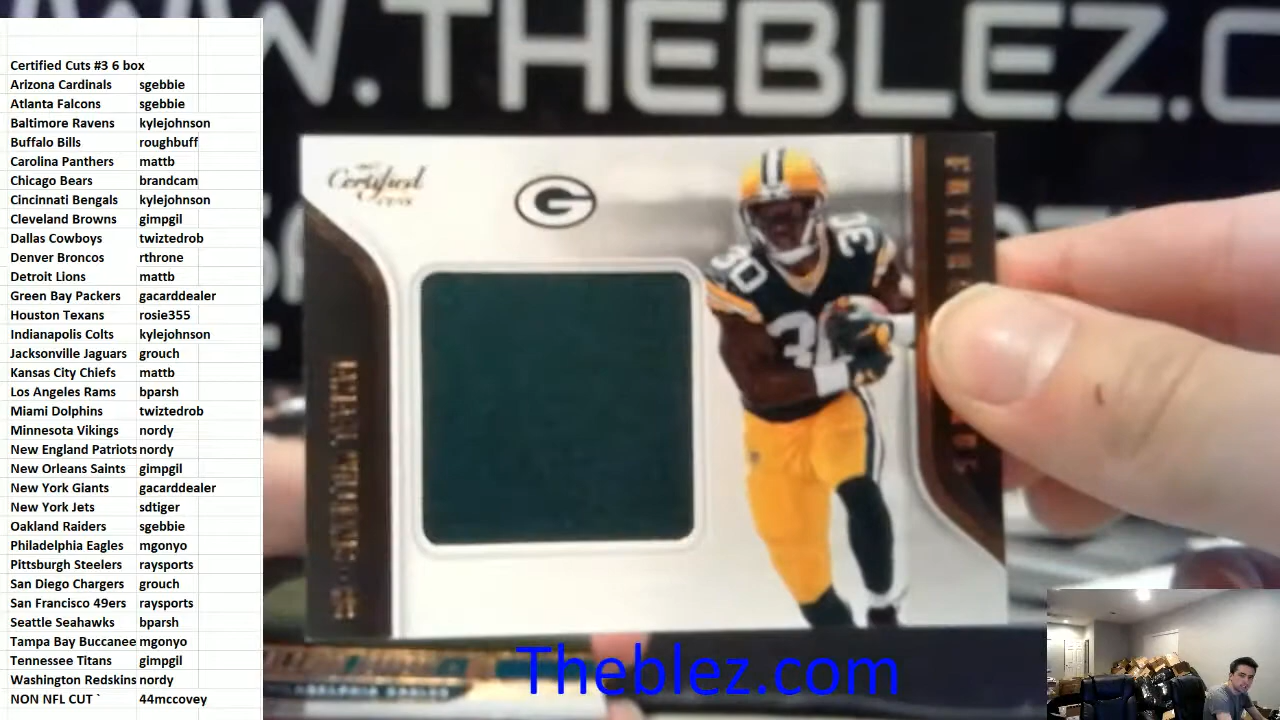 WWW.THEBLEZ.CO
Certified Cuts #3 6 box
Arizona Cardinals sgebbie
Atlanta Falcons sgebbie
Baltimore Ravens kylejohnson
Buffalo Bills roughbuff
Carolina Panthers mattb
Chicago Bears brandcam
Cincinnati Bengals kylejohnson
Cleveland Browns gimpgil
Dallas Cowboys twiztedrob
Denver Broncos rthrone
Detroit Lions mattb
Green Bay Packers gacarddealer
Houston Texans rosie355
Indianapolis Colts kylejohnson
Jacksonville Jaguars grouch
Kansas City Chiefs mattb
Los Angeles Rams bparsh
Miami Dolphins twiztedrob
Minnesota Vikings nordy
New England Patriots nordy
New Orleans Saints gimpgil
New York Giants gacarddealer
New York Jets sdtiger
Oakland Raiders sgebbie
Philadelphia Eagles mgonyo
Pittsburgh Steelers raysports
San Diego Chargers grouch
San Francisco 49ers raysports
Seattle Seahawks bparsh
Tampa Bay Buccanee mgonyo
Tennessee Titans gimpgil
Washington Redskins nordy
NON NFL CUT ` 44mccovey
Certified
CUTS
G
30
30
Theblez.com